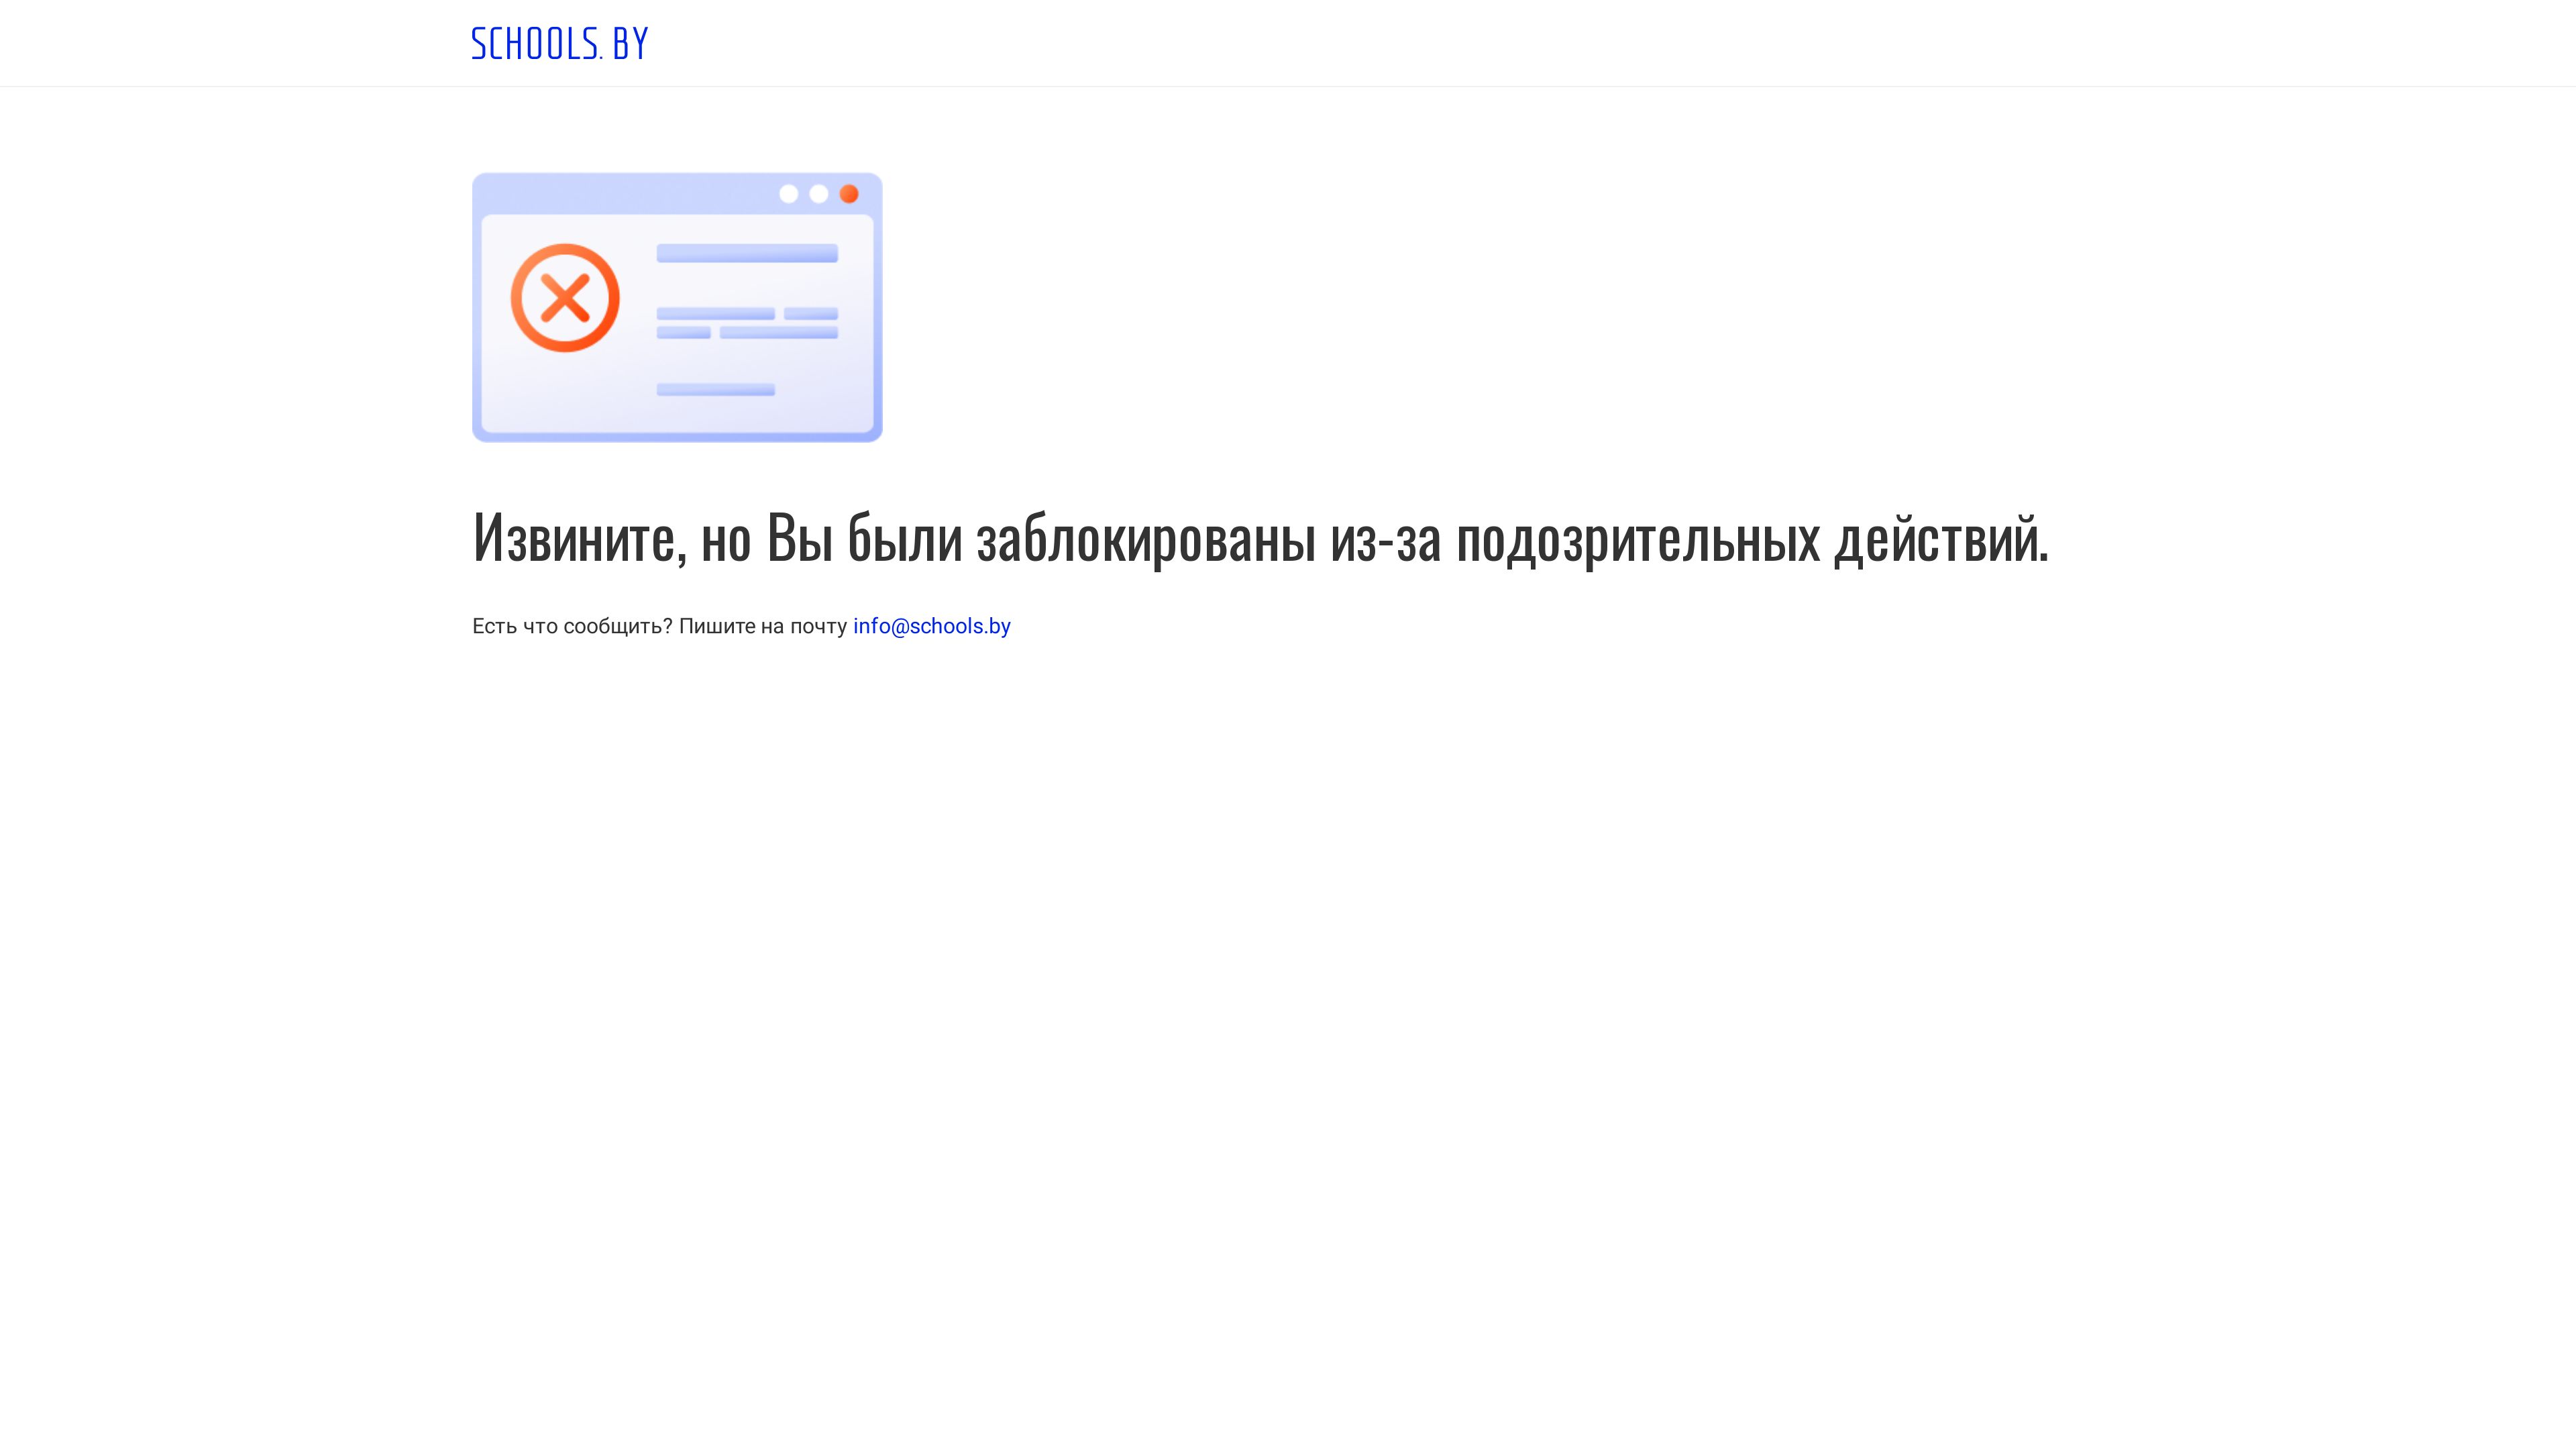 SCHOOLS.BY
Извините, но Вы были заблокированы из-за подозрительных действий.
Есть что сообщить? Пишите на почту info@schools.by